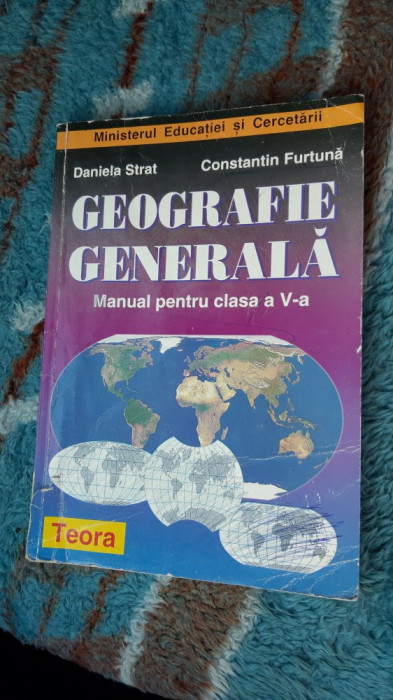 Ministerul Educației și Cercetării
Daniela Strat Constantin Furtună
GEOGRAFIE
GENERALĂ
Manual pentru clasa a V-a
Teora